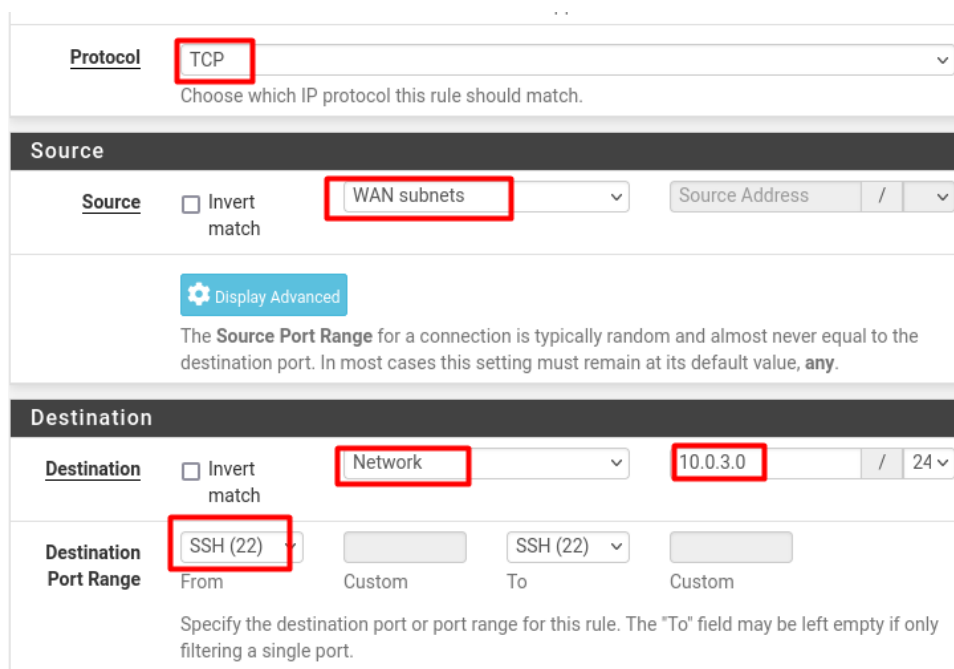 Protocol
TCP
Choose which IP protocol this rule should match.
Source
Source
Invert
match
WAN subnets
Source Address
/
Display Advanced
The Source Port Range for a connection is typically random and almost never equal to the
destination port. In most cases this setting must remain at its default value, any.
Destination
Destination
Invert
match
Network
10.0.3.0
/
24
Destination
Port Range
SSH (22)
SSH (22)
From
Custom
To
Custom
Specify the destination port or port range for this rule. The "To" field may be left empty if only
filtering a single port.